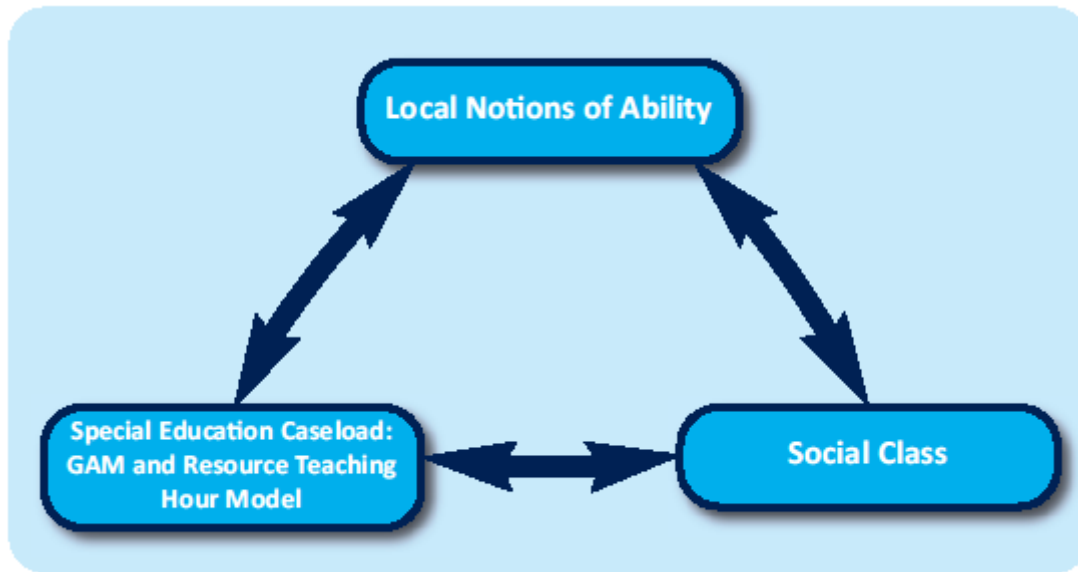 Local Notions of Ability
Special Education Caseload:
GAM and Resource Teaching
Hour Model
Social Class